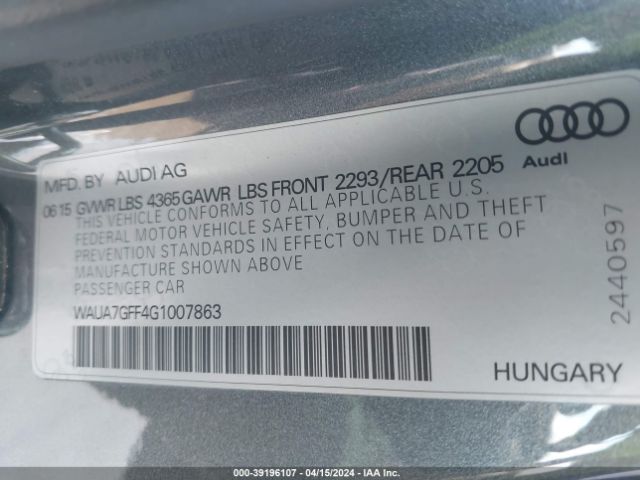 MFD. BY AUDI AG
Audi
0615 GVWR LBS 4365 GAWR LBS FRONT 2293/REAR 2205
THIS VEHICLE CONFORMS TO ALL APPLICABLE U.S.
FEDERAL MOTOR VEHICLE SAFETY, BUMPER AND THEFT
PREVENTION STANDARDS IN EFFECT ON THE DATE OF
MANUFACTURE SHOWN ABOVE
PASSENGER CAR
WAUA7GFF4G1007863
2440597
HUNGARY
000-39196107 - 04/15/2024 - IAA Inc.